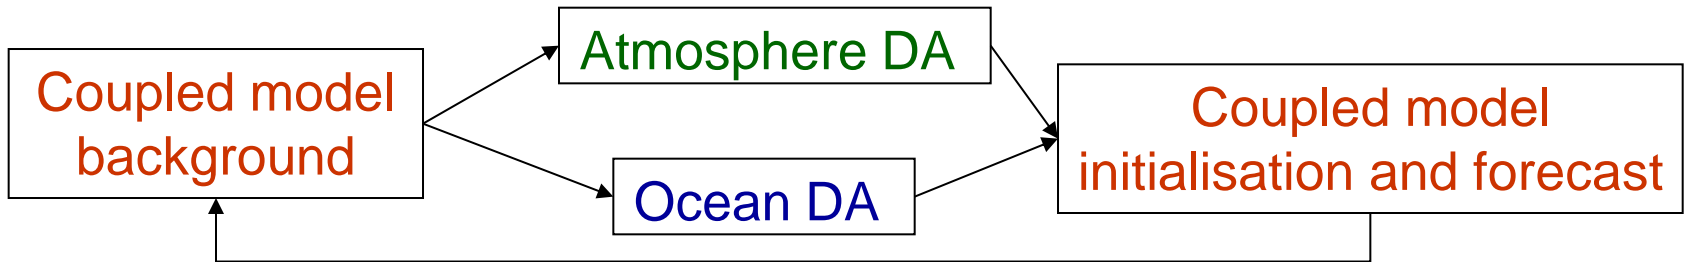 Coupled model
background
Atmosphere DA
Ocean DA
Coupled model
initialisation and forecast